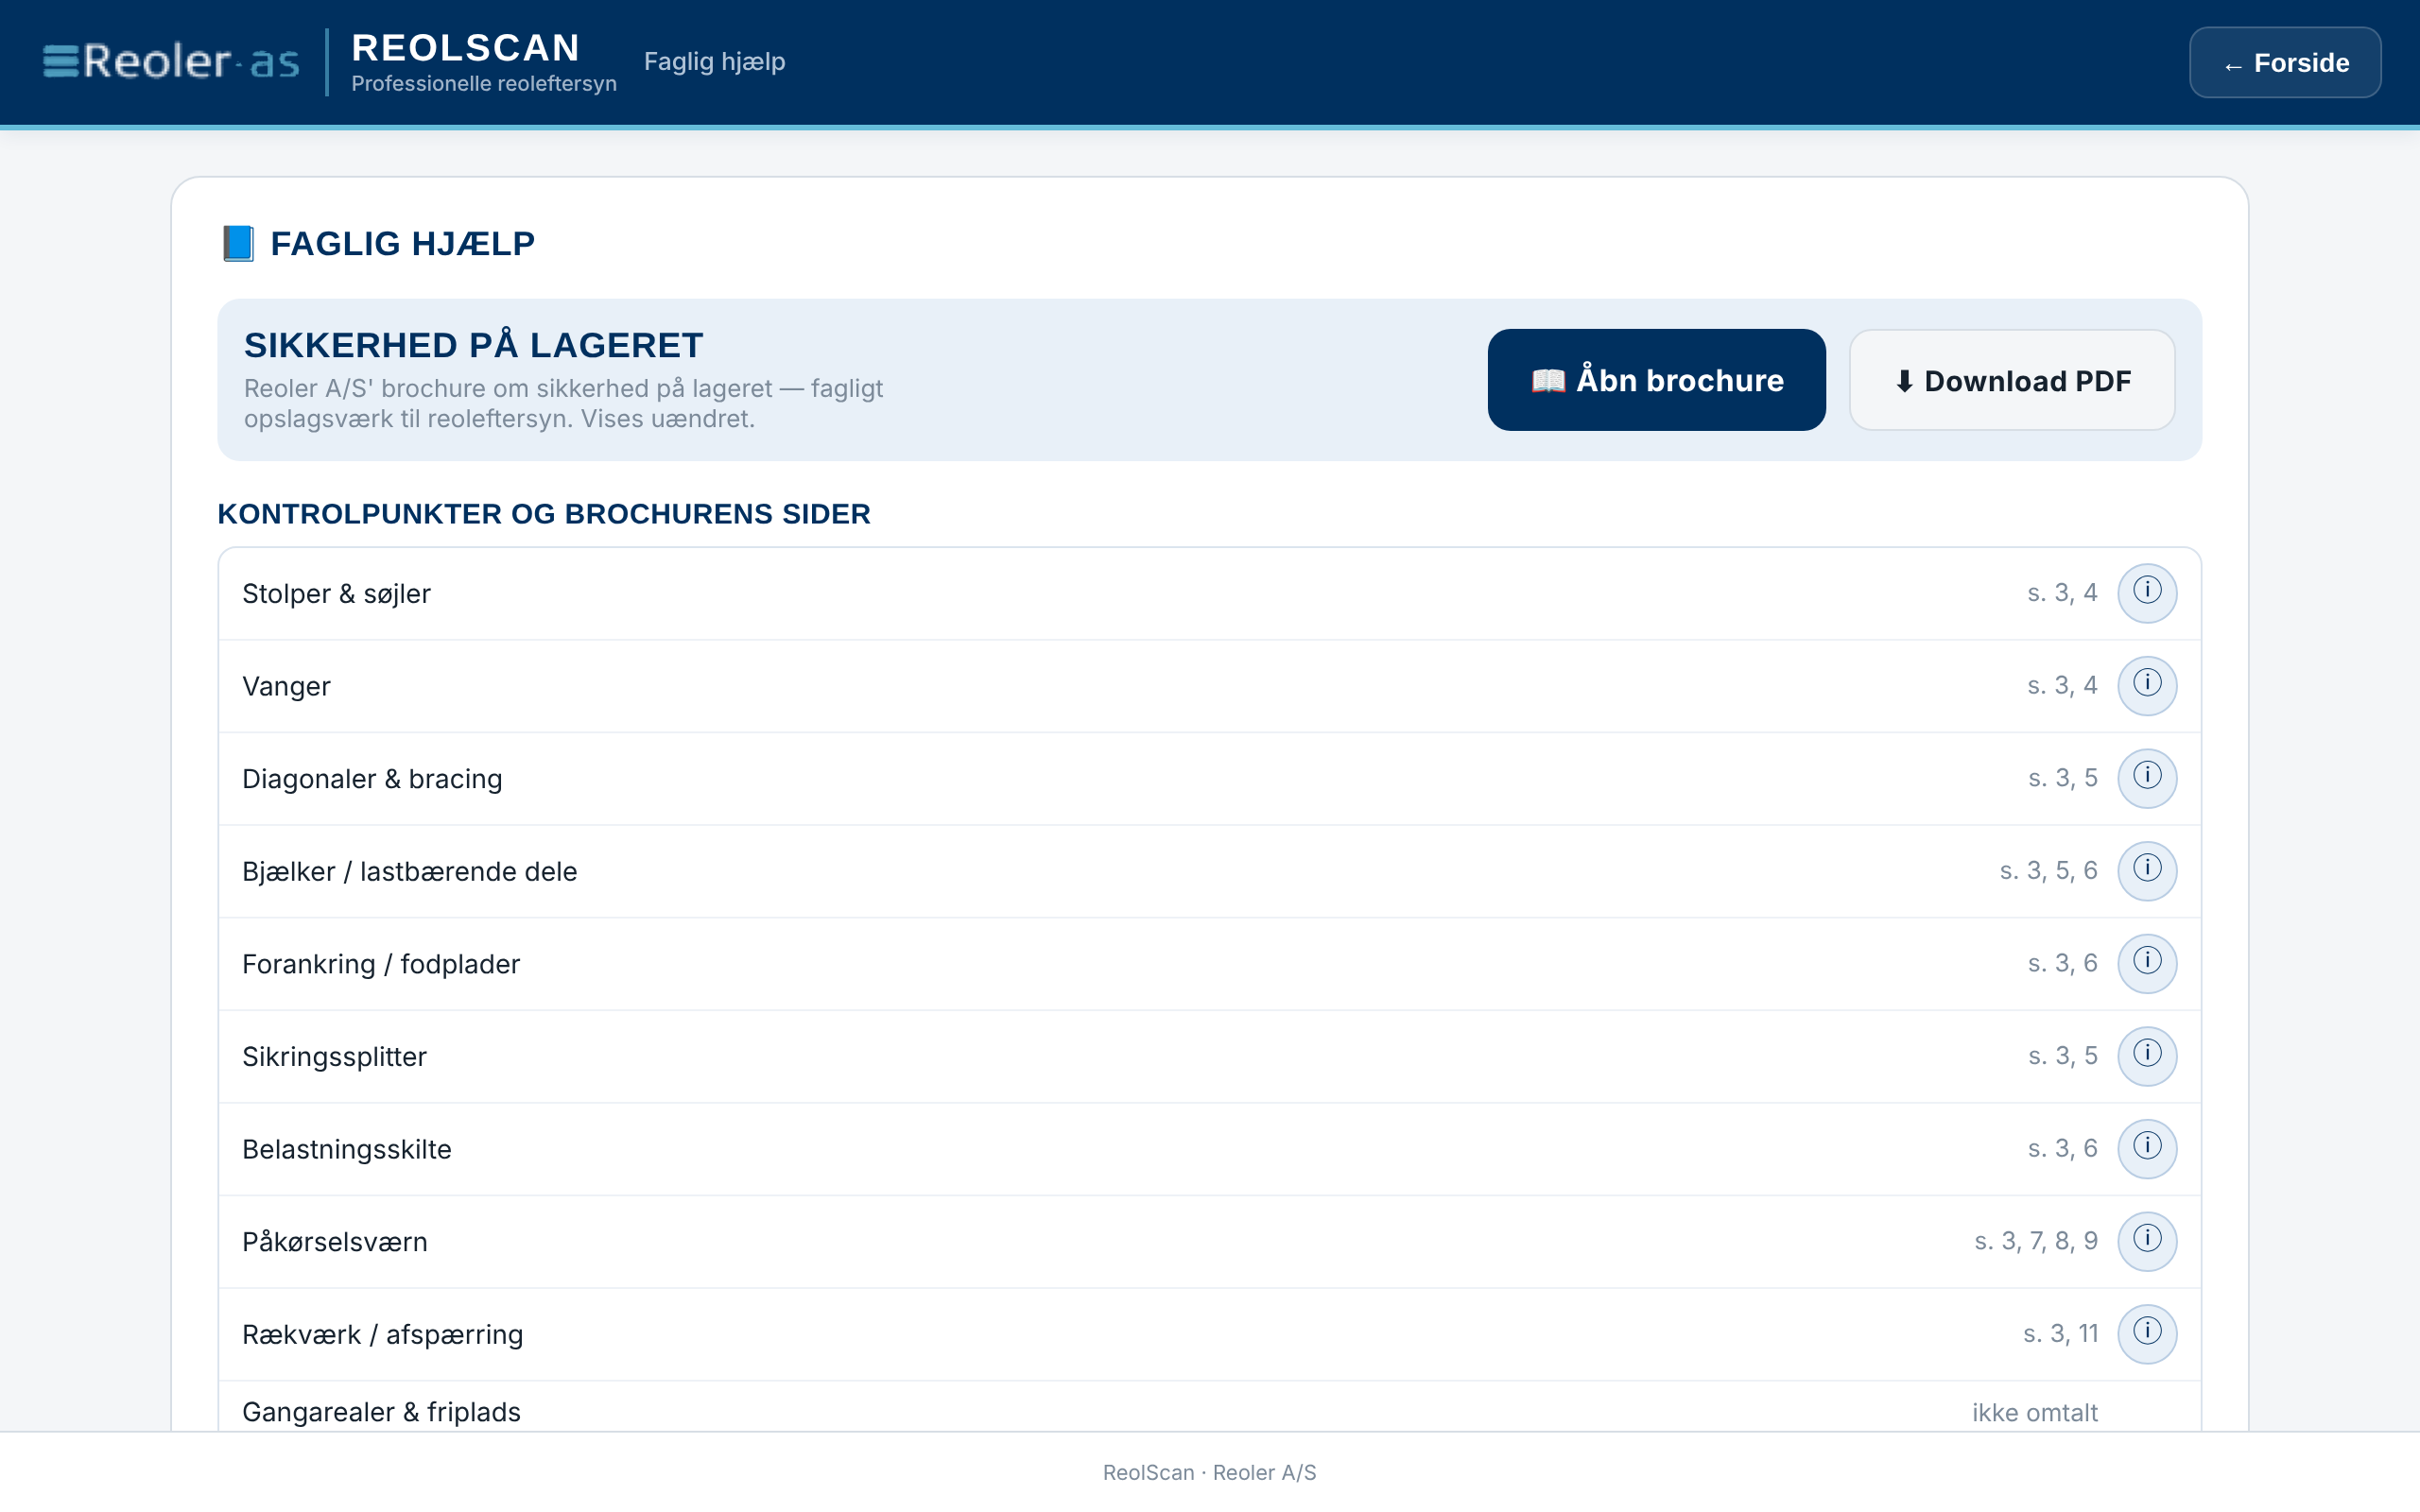 Reoler·as
REOLSCAN
Professionelle reoleftersyn
Faglig hjælp
← Forside
📘 FAGLIG HJÆLP
SIKKERHED PÅ LAGERET
Reoler A/S' brochure om sikkerhed på lageret — fagligt
opslagsværk til reoleftersyn. Vises uændret.
📖 Åbn brochure
⬇ Download PDF
KONTROLPUNKTER OG BROCHURENS SIDER
Stolper & søjler s. 3, 4 ⓘ
Vanger s. 3, 4 ⓘ
Diagonaler & bracing s. 3, 5 ⓘ
Bjælker / lastbærende dele s. 3, 5, 6 ⓘ
Forankring / fodplader s. 3, 6 ⓘ
Sikringssplitter s. 3, 5 ⓘ
Belastningsskilte s. 3, 6 ⓘ
Påkørselsværn s. 3, 7, 8, 9 ⓘ
Rækværk / afspærring s. 3, 11 ⓘ
Gangarealer & friplads ikke omtalt
ReolScan · Reoler A/S